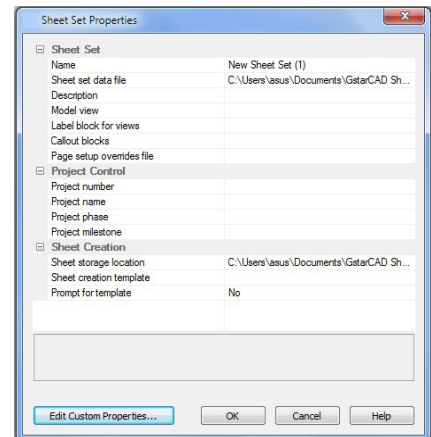 Sheet Set Properties
Sheet Set
Name New Sheet Set (1)
Sheet set data file C:\Users\asus\Documents\GstarCAD Sh...
Description
Model view
Label block for views
Callout blocks
Page setup overrides file
Project Control
Project number
Project name
Project phase
Project milestone
Sheet Creation
Sheet storage location C:\Users\asus\Documents\GstarCAD Sh...
Sheet creation template
Prompt for template No
Edit Custom Properties... OK Cancel Help